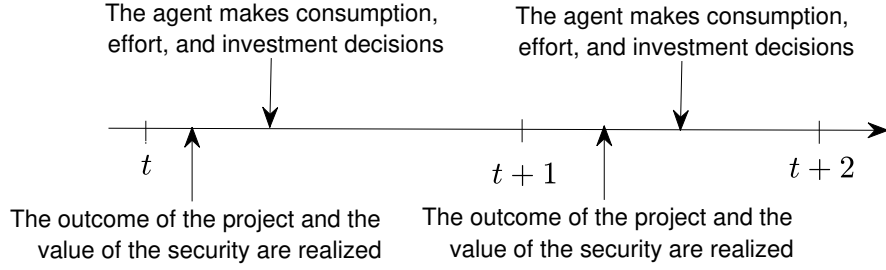 The agent makes consumption,
effort, and investment decisions
The agent makes consumption,
effort, and investment decisions
t
t + 1
t + 2
The outcome of the project and the
value of the security are realized
The outcome of the project and the
value of the security are realized